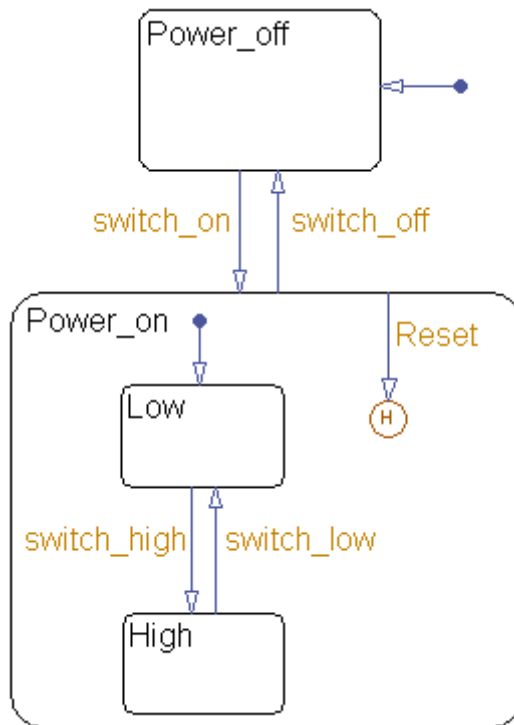 Power_off
switch_on
switch_off
Power_on
Reset
Low
H
switch_high
switch_low
High